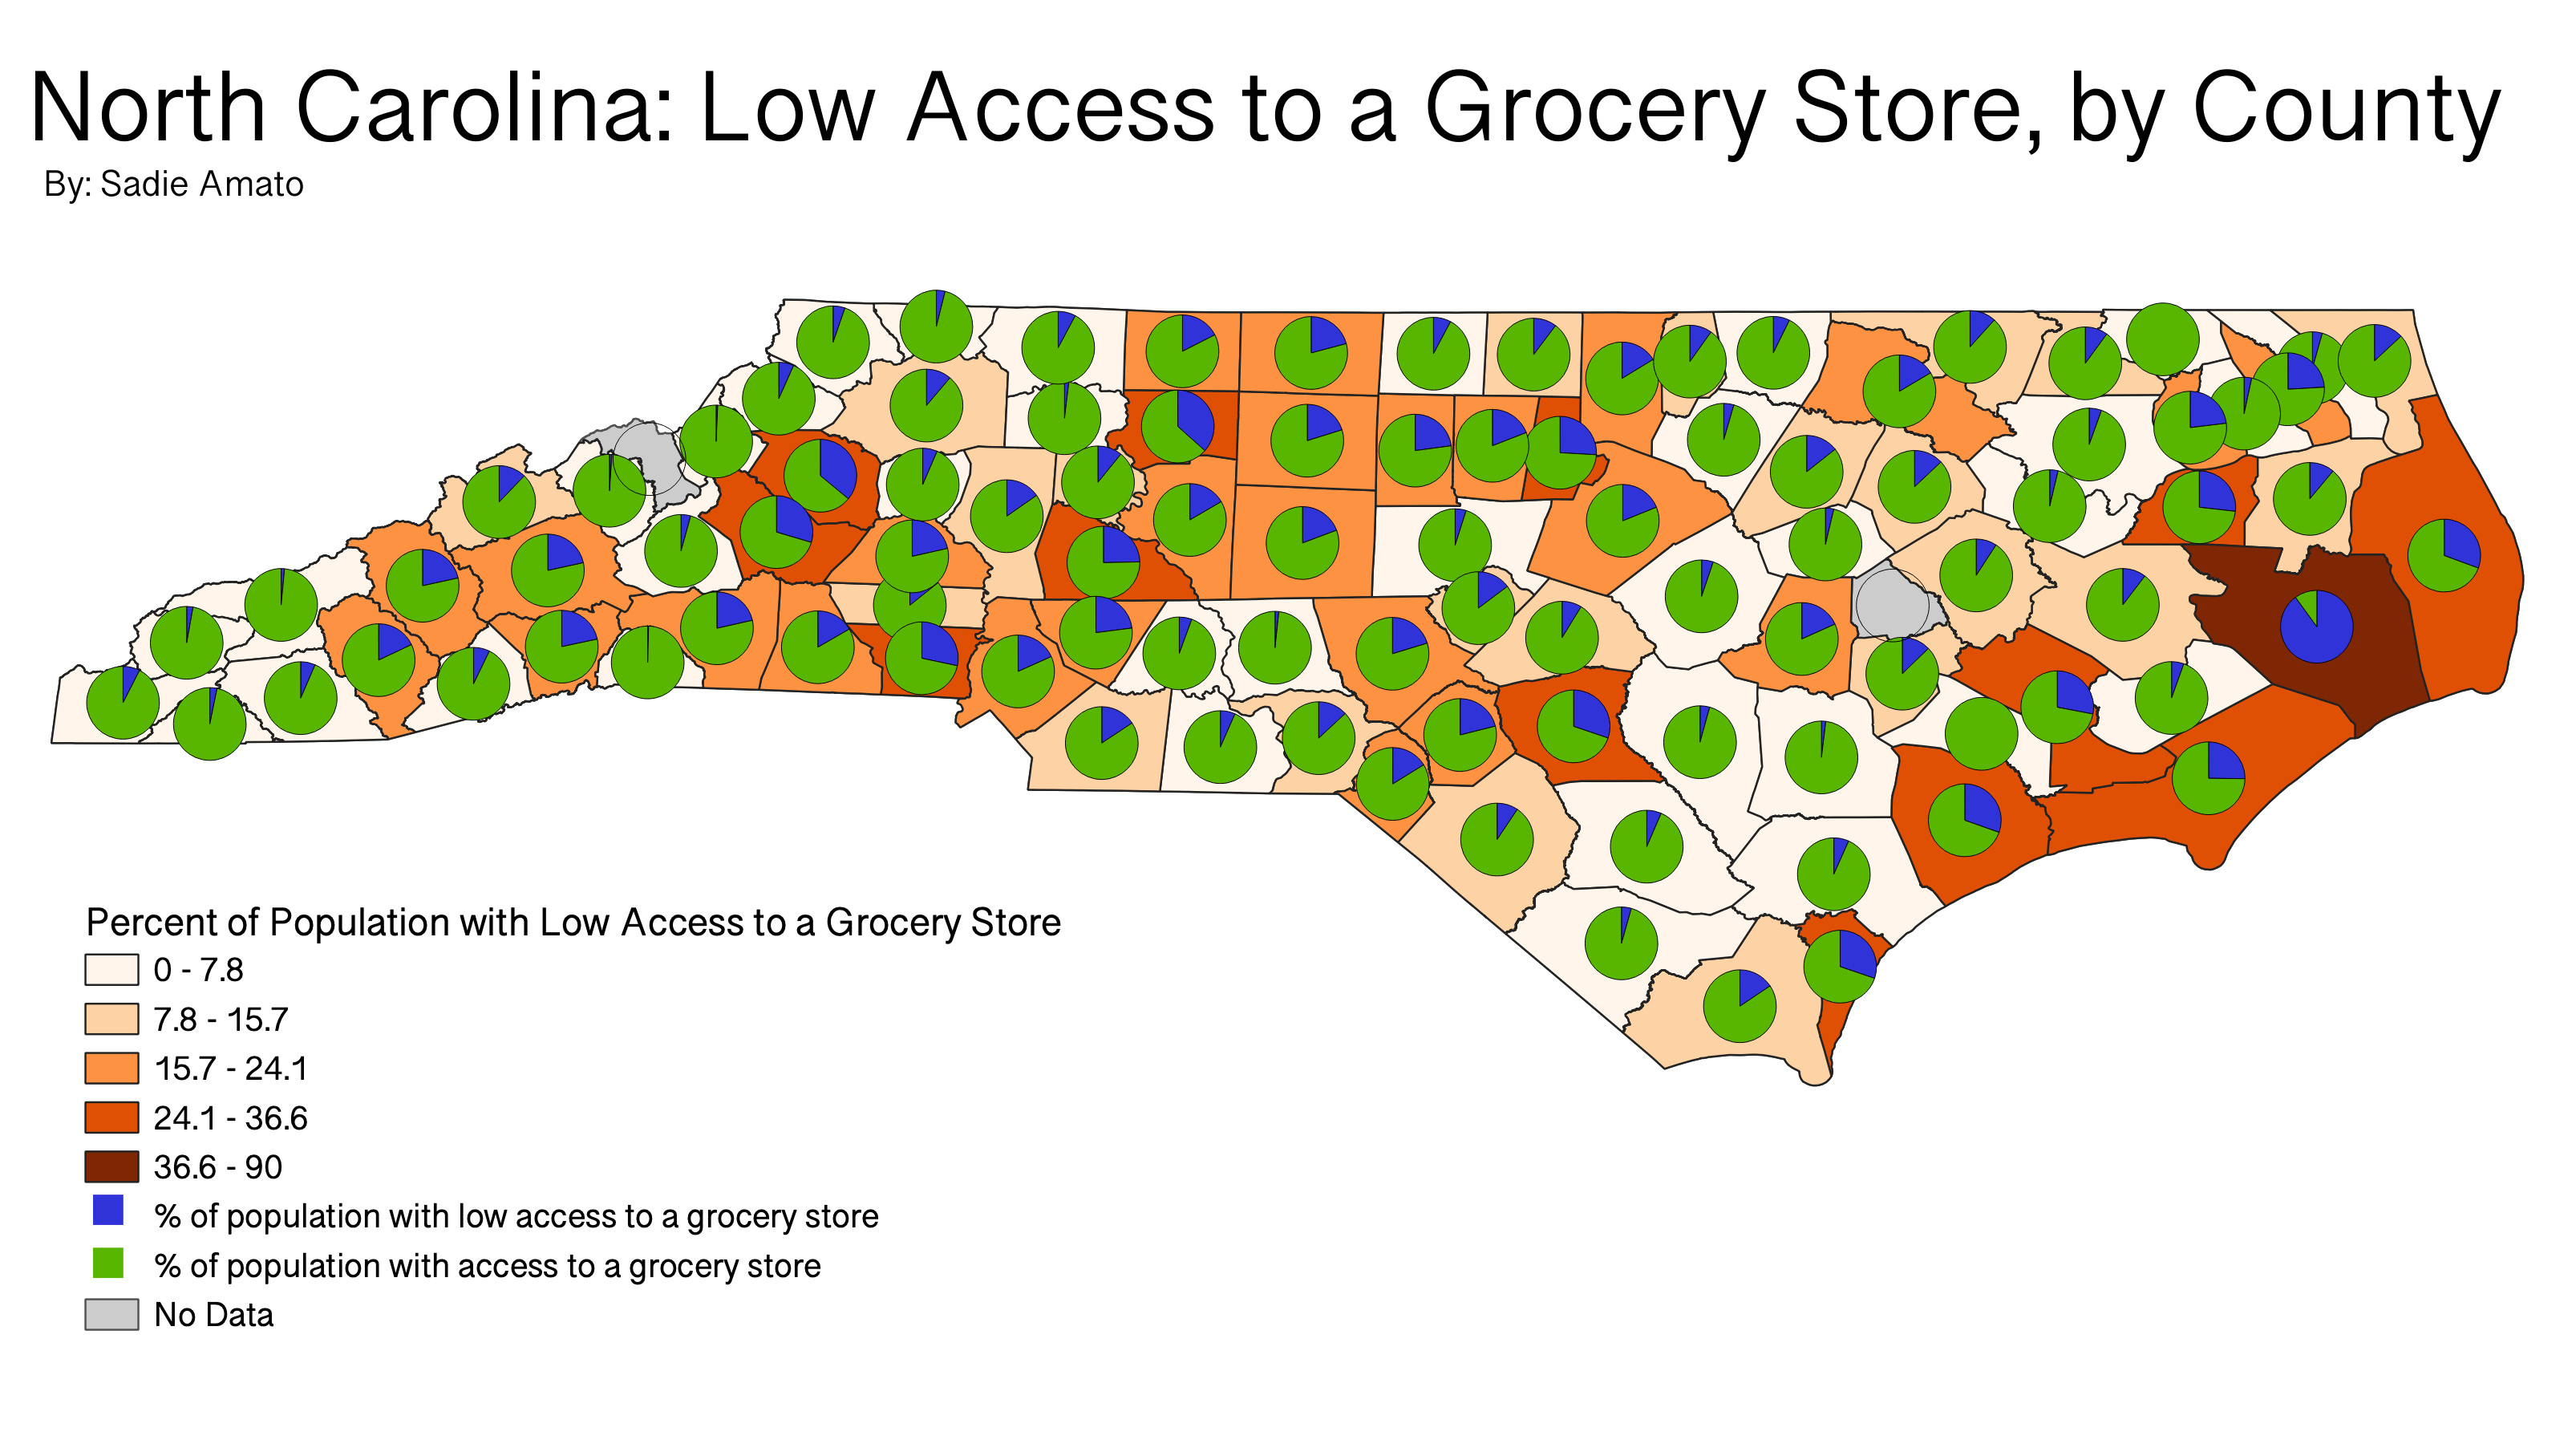 North Carolina: Low Access to a Grocery Store, by County
By: Sadie Amato
Percent of Population with Low Access to a Grocery Store
0 - 7.8
7.8 - 15.7
15.7 - 24.1
24.1 - 36.6
36.6 - 90
% of population with low access to a grocery store
% of population with access to a grocery store
No Data